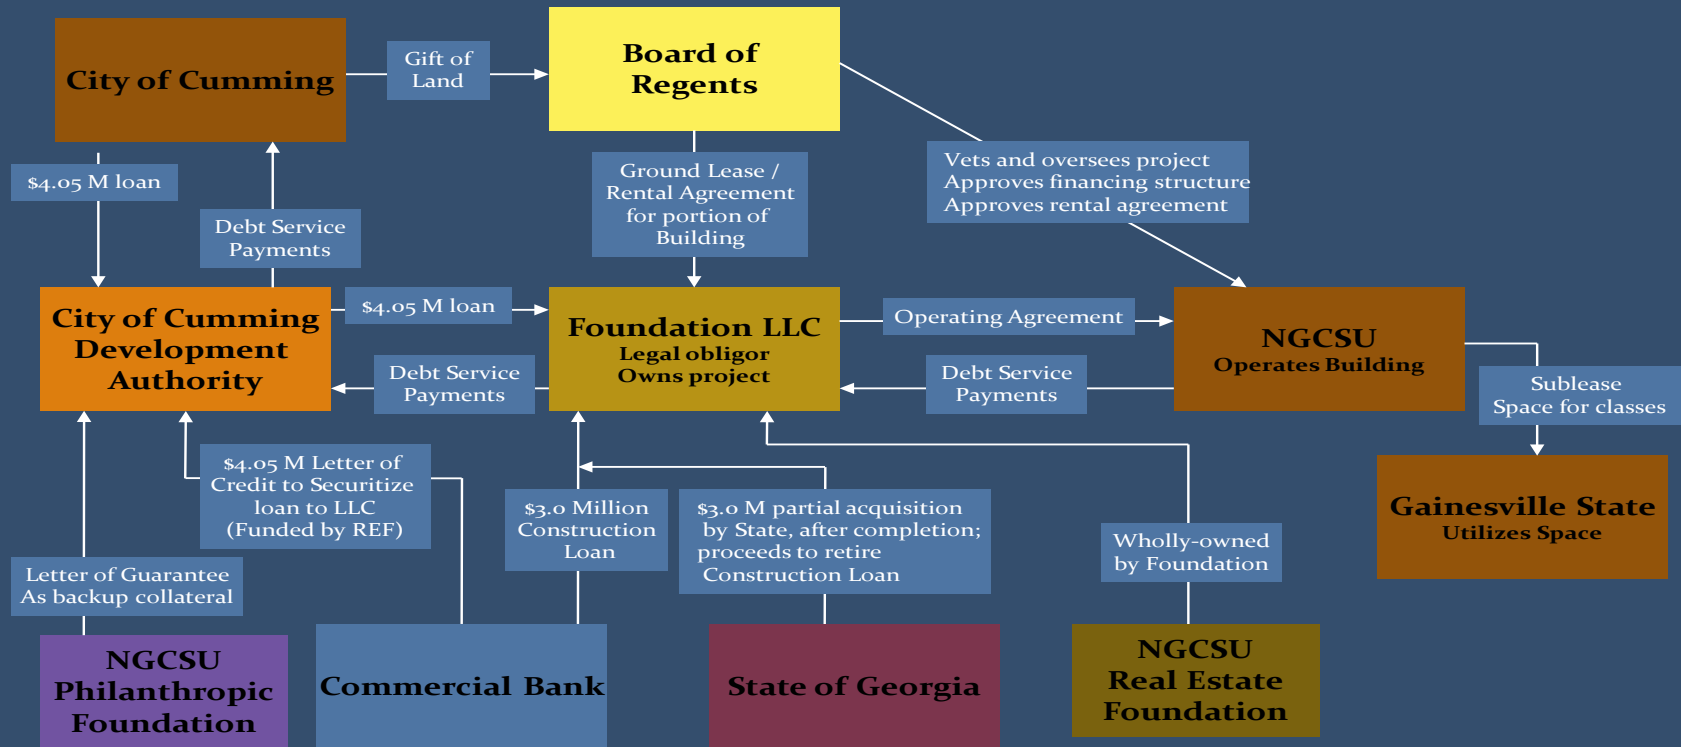 City of Cumming
Gift of
Land
Board of
Regents
$4.05 M loan
Debt Service
Payments
Ground Lease /
Rental Agreement
for portion of
Building
Vets and oversees project
Approves financing structure
Approves rental agreement
City of Cumming
Development
Authority
$4.05 M loan
Debt Service
Payments
Foundation LLC
Legal obligor
Owns project
Operating Agreement
Debt Service
Payments
NGCSU
Operates Building
Sublease
Space for classes
$4.05 M Letter of
Credit to Securitize
loan to LLC
(Funded by REF)
$3.0 Million
Construction
Loan
$3.0 M partial acquisition
by State, after completion;
proceeds to retire
Construction Loan
Wholly-owned
by Foundation
Gainesville State
Utilizes Space
Letter of Guarantee
As backup collateral
NGCSU
Philanthropic
Foundation
Commercial Bank
State of Georgia
NGCSU
Real Estate
Foundation